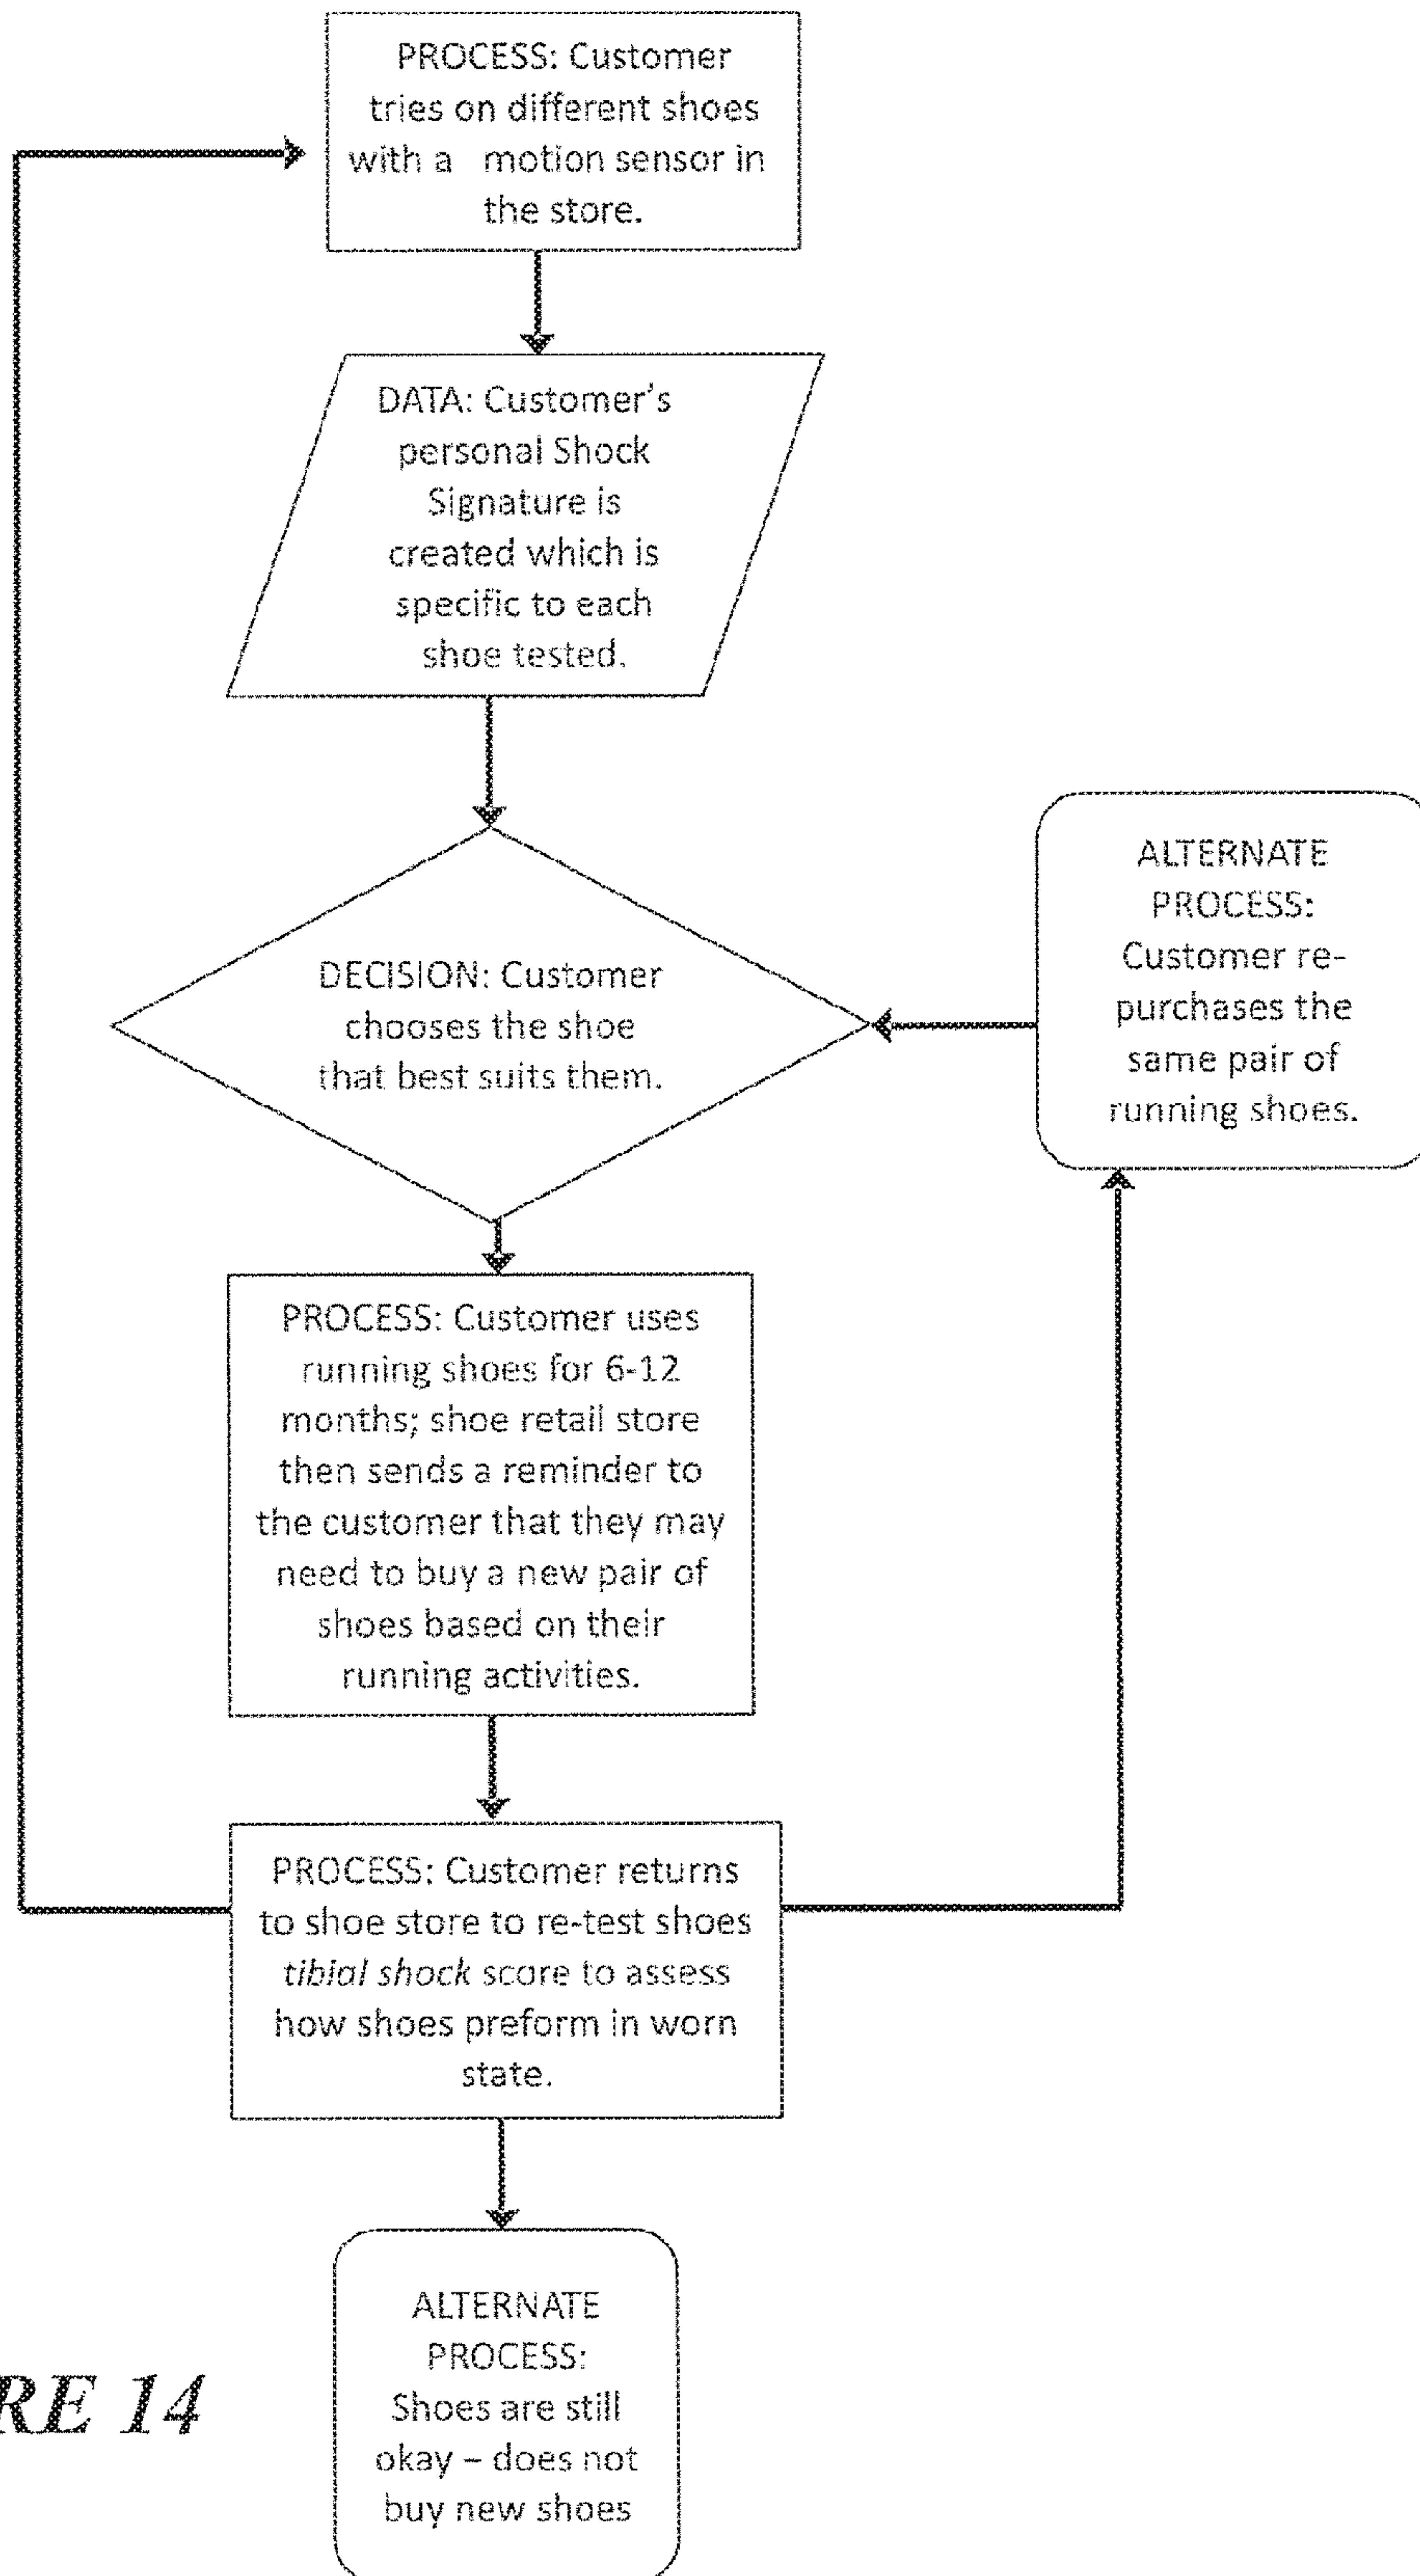 PROCESS: Customer
tries on different shoes
with a motion sensor in
the store.
DATA: Customer's
personal Shock
Signature is
created which is
specific to each
shoe tested.
DECISION: Customer
chooses the shoe
that best suits them.
ALTERNATE
PROCESS:
Customer re-
purchases the
same pair of
running shoes.
PROCESS: Customer uses
running shoes for 6-12
months; shoe retail store
then sends a reminder to
the customer that they may
need to buy a new pair of
shoes based on their
running activities.
PROCESS: Customer returns
to shoe store to re-test shoes
tibial shock score to assess
how shoes preform in worn
state.
ALTERNATE
PROCESS:
Shoes are still
okay – does not
buy new shoes
RE 14